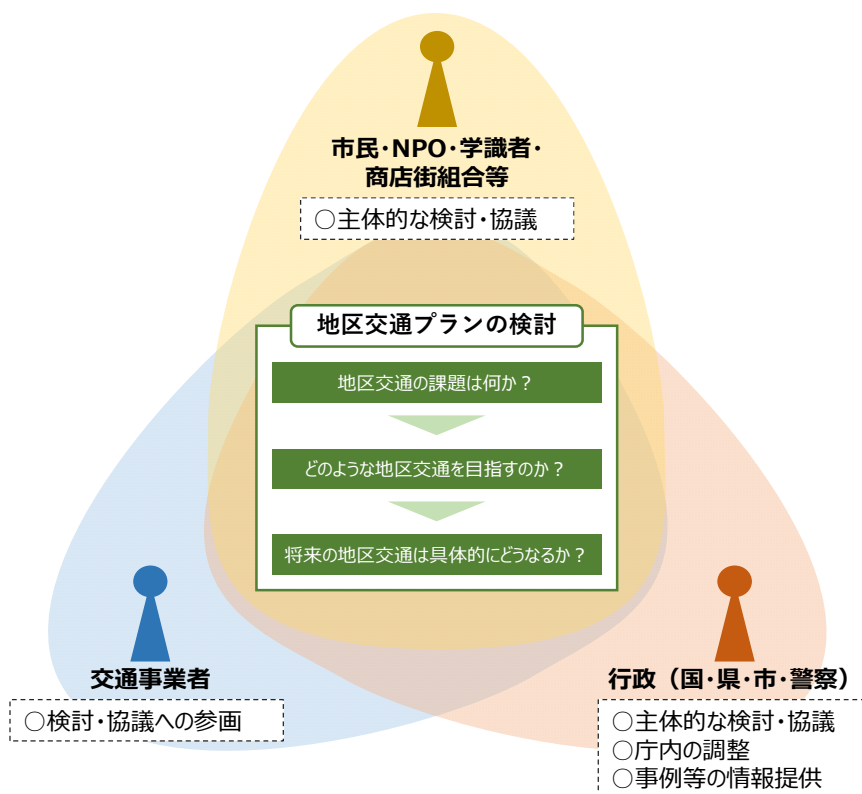 市民・NPO・学識者・
商店街組合等
○主体的な検討・協議
地区交通プランの検討
地区交通の課題は何か？
どのような地区交通を目指すのか？
将来の地区交通は具体的にどうなるか？
交通事業者
○検討・協議への参画
行政（国・県・市・警察）
○主体的な検討・協議
○庁内の調整
○事例等の情報提供